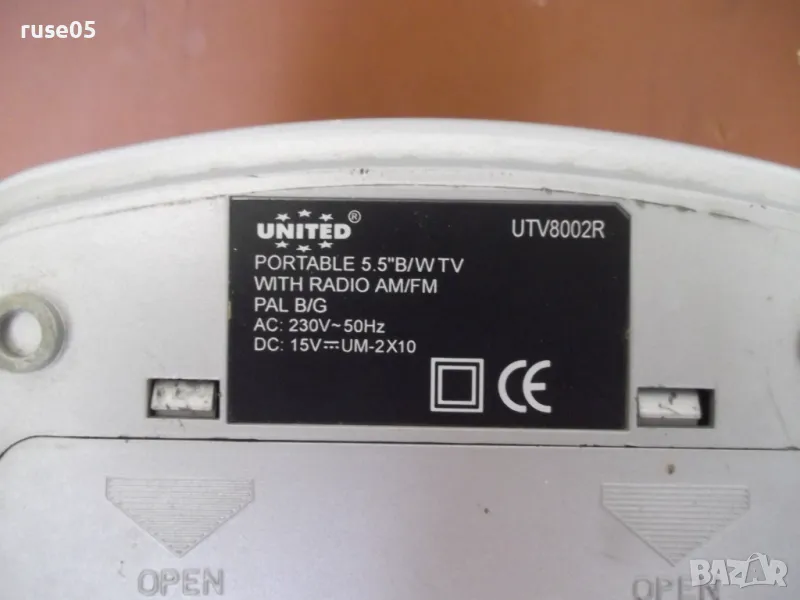 ruse05
UNITED®
UTV8002R
PORTABLE 5.5"B/W TV
WITH RADIO AM/FM
PAL B/G
AC: 230V~50Hz
DC: 15V⎓UM-2X10
CE
OPEN
OPEN
BAZAR